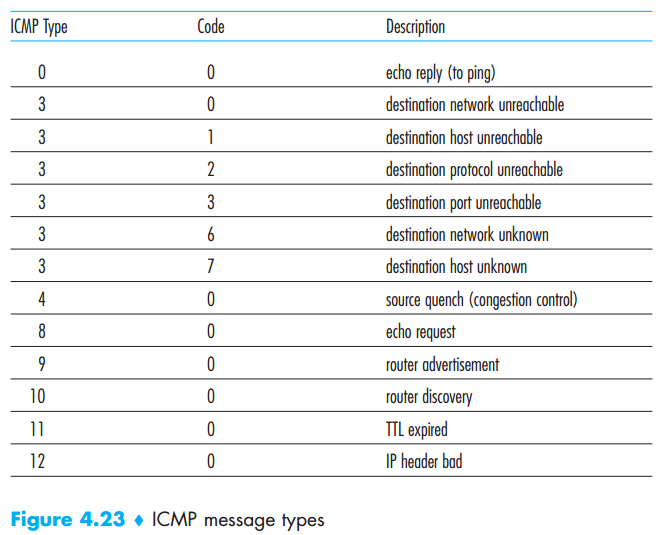 ICMP Type Code Description
0 0 echo reply (to ping)
3 0 destination network unreachable
3 1 destination host unreachable
3 2 destination protocol unreachable
3 3 destination port unreachable
3 6 destination network unknown
3 7 destination host unknown
4 0 source quench (congestion control)
8 0 echo request
9 0 router advertisement
10 0 router discovery
11 0 TTL expired
12 0 IP header bad
Figure 4.23 ♦ ICMP message types